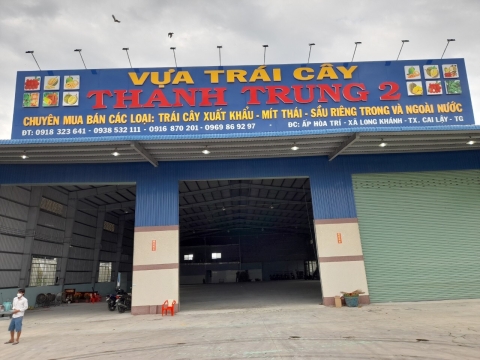 VỰA TRÁI CÂY
THÀNH TRUNG 2
CHUYÊN MUA BÁN CÁC LOẠI: TRÁI CÂY XUẤT KHẨU - MÍT THÁI - SẦU RIÊNG TRONG VÀ NGOÀI NƯỚC
ĐT: 0918 323 641 - 0938 532 111 - 0916 870 201 - 0969 86 92 97 - ĐC: ẤP HÒA TRÍ - XÃ LONG KHÁNH - TX. CAI LẬY - TG